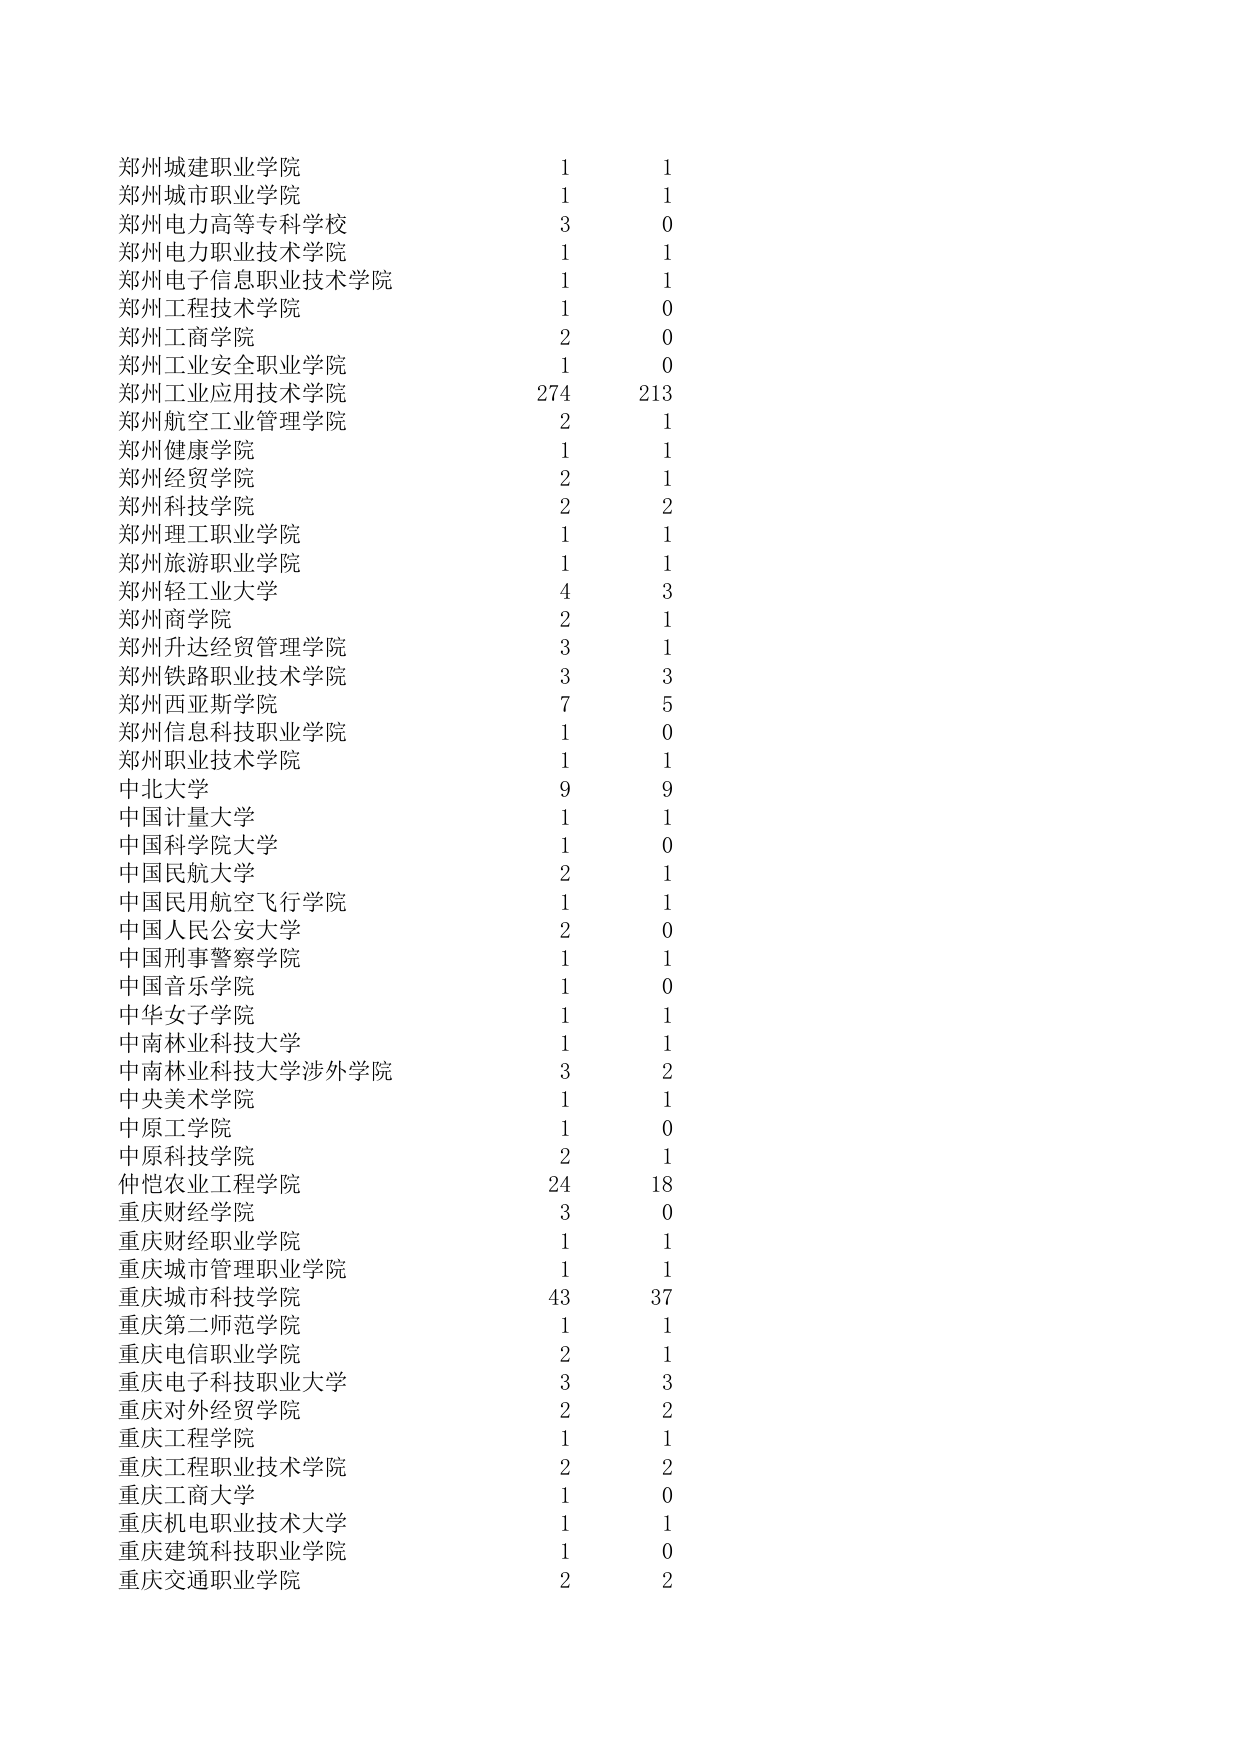 郑州城建职业学院 1 1
郑州城市职业学院 1 1
郑州电力高等专科学校 3 0
郑州电力职业技术学院 1 1
郑州电子信息职业技术学院 1 1
郑州工程技术学院 1 0
郑州工商学院 2 0
郑州工业安全职业学院 1 0
郑州工业应用技术学院 274 213
郑州航空工业管理学院 2 1
郑州健康学院 1 1
郑州经贸学院 2 1
郑州科技学院 2 2
郑州理工职业学院 1 1
郑州旅游职业学院 1 1
郑州轻工业大学 4 3
郑州商学院 2 1
郑州升达经贸管理学院 3 1
郑州铁路职业技术学院 3 3
郑州西亚斯学院 7 5
郑州信息科技职业学院 1 0
郑州职业技术学院 1 1
中北大学 9 9
中国计量大学 1 1
中国科学院大学 1 0
中国民航大学 2 1
中国民用航空飞行学院 1 1
中国人民公安大学 2 0
中国刑事警察学院 1 1
中国音乐学院 1 0
中华女子学院 1 1
中南林业科技大学 1 1
中南林业科技大学涉外学院 3 2
中央美术学院 1 1
中原工学院 1 0
中原科技学院 2 1
仲恺农业工程学院 24 18
重庆财经学院 3 0
重庆财经职业学院 1 1
重庆城市管理职业学院 1 1
重庆城市科技学院 43 37
重庆第二师范学院 1 1
重庆电信职业学院 2 1
重庆电子科技职业大学 3 3
重庆对外经贸学院 2 2
重庆工程学院 1 1
重庆工程职业技术学院 2 2
重庆工商大学 1 0
重庆机电职业技术大学 1 1
重庆建筑科技职业学院 1 0
重庆交通职业学院 2 2